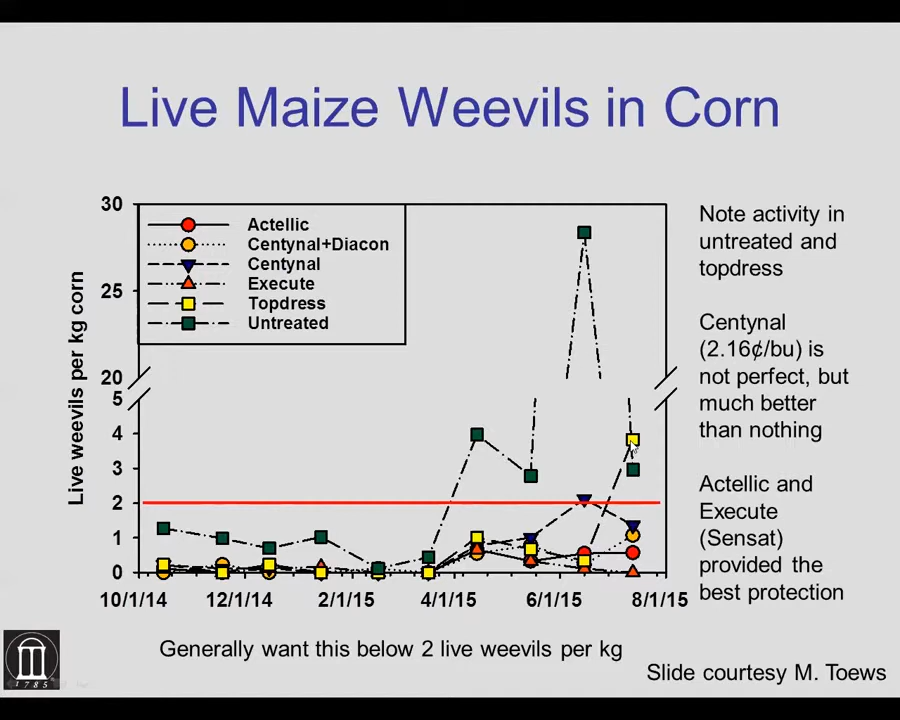 Live Maize Weevils in Corn
Live weevils per kg corn
30
25
20
5
4
3
2
1
0
Actellic
Centynal+Diacon
Centynal
Execute
Topdress
Untreated
10/1/14
12/1/14
2/1/15
4/1/15
6/1/15
8/1/15
Note activity in
untreated and
topdress
Centynal
(2.16¢/bu) is
not perfect, but
much better
than nothing
Actellic and
Execute
(Sensat)
provided the
best protection
Generally want this below 2 live weevils per kg
Slide courtesy M. Toews
1785